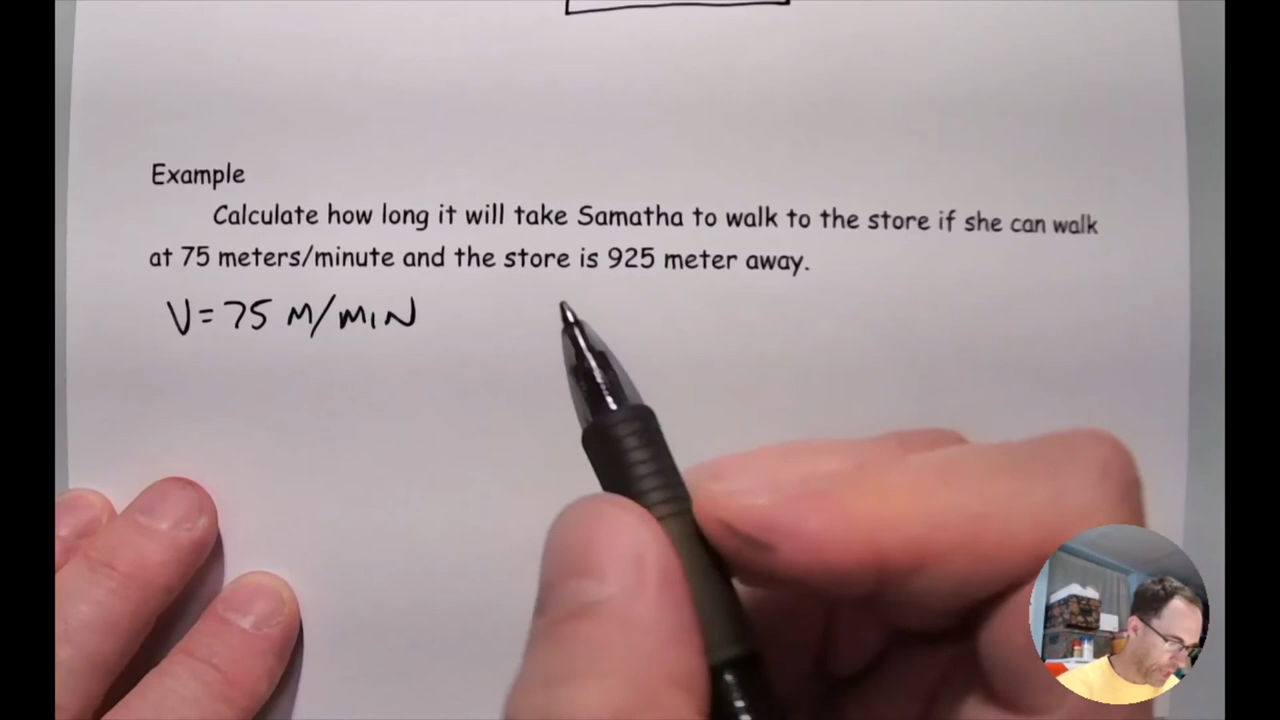 Example
Calculate how long it will take Samatha to walk to the store if she can walk
at 75 meters/minute and the store is 925 meter away.
V=75 M/MIN